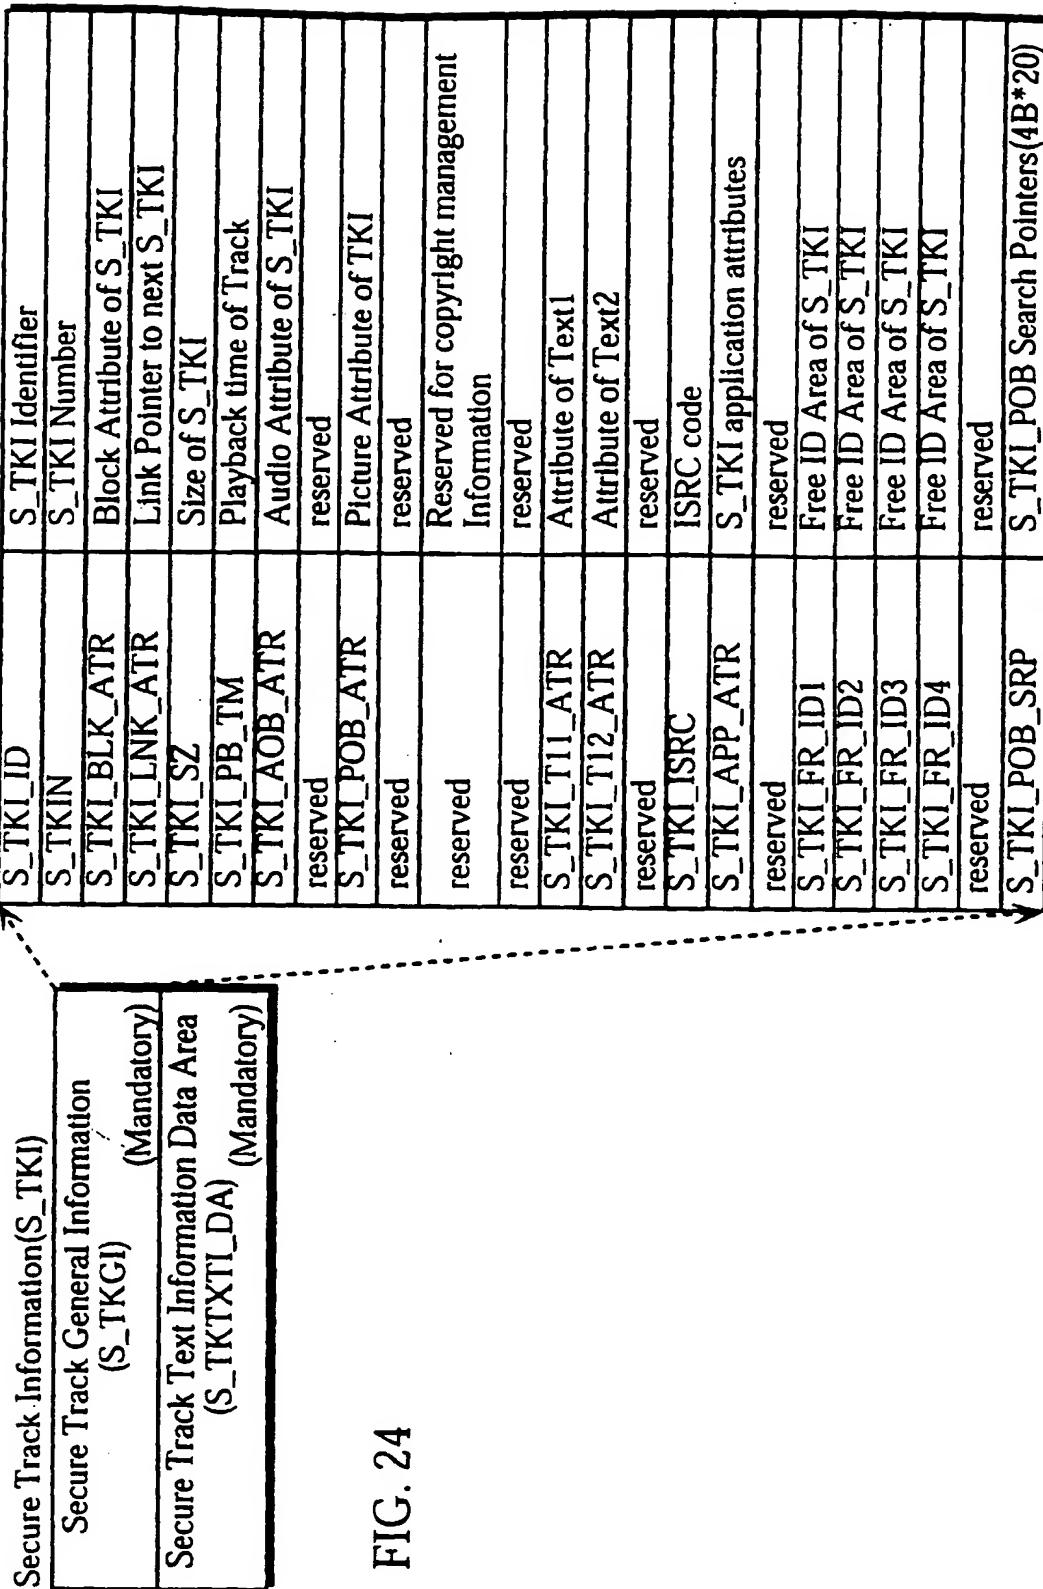 Secure Track Information(S_TKI)
Secure Track General Information
(S_TKGI)
(Mandatory)
Secure Track Text Information Data Area
(S_TKTXTI_DA)
(Mandatory)
S_TKI_ID S_TKI Identifier
S_TKIN S_TKI Number
S_TKI_BLK_ATR Block Attribute of S_TKI
S_TKI_LNK_ATR Link Pointer to next S_TKI
S_TKI_SZ Size of S_TKI
S_TKI_PB_TM Playback time of Track
S_TKI_AOB_ATR Audio Attribute of S_TKI
reserved reserved
S_TKI_POB_ATR Picture Attribute of TKI
reserved reserved
reserved Reserved for copyright management
Information
reserved reserved
S_TKI_T11_ATR Attribute of Text1
S_TKI_T12_ATR Attribute of Text2
reserved reserved
S_TKI_ISRC ISRC code
S_TKI_APP_ATR S_TKI application attributes
reserved reserved
S_TKI_FR_ID1 Free ID Area of S_TKI
S_TKI_FR_ID2 Free ID Area of S_TKI
S_TKI_FR_ID3 Free ID Area of S_TKI
S_TKI_FR_ID4 Free ID Area of S_TKI
reserved reserved
S_TKI_POB_SRP S_TKI_POB Search Pointers(4B*20)
FIG. 24